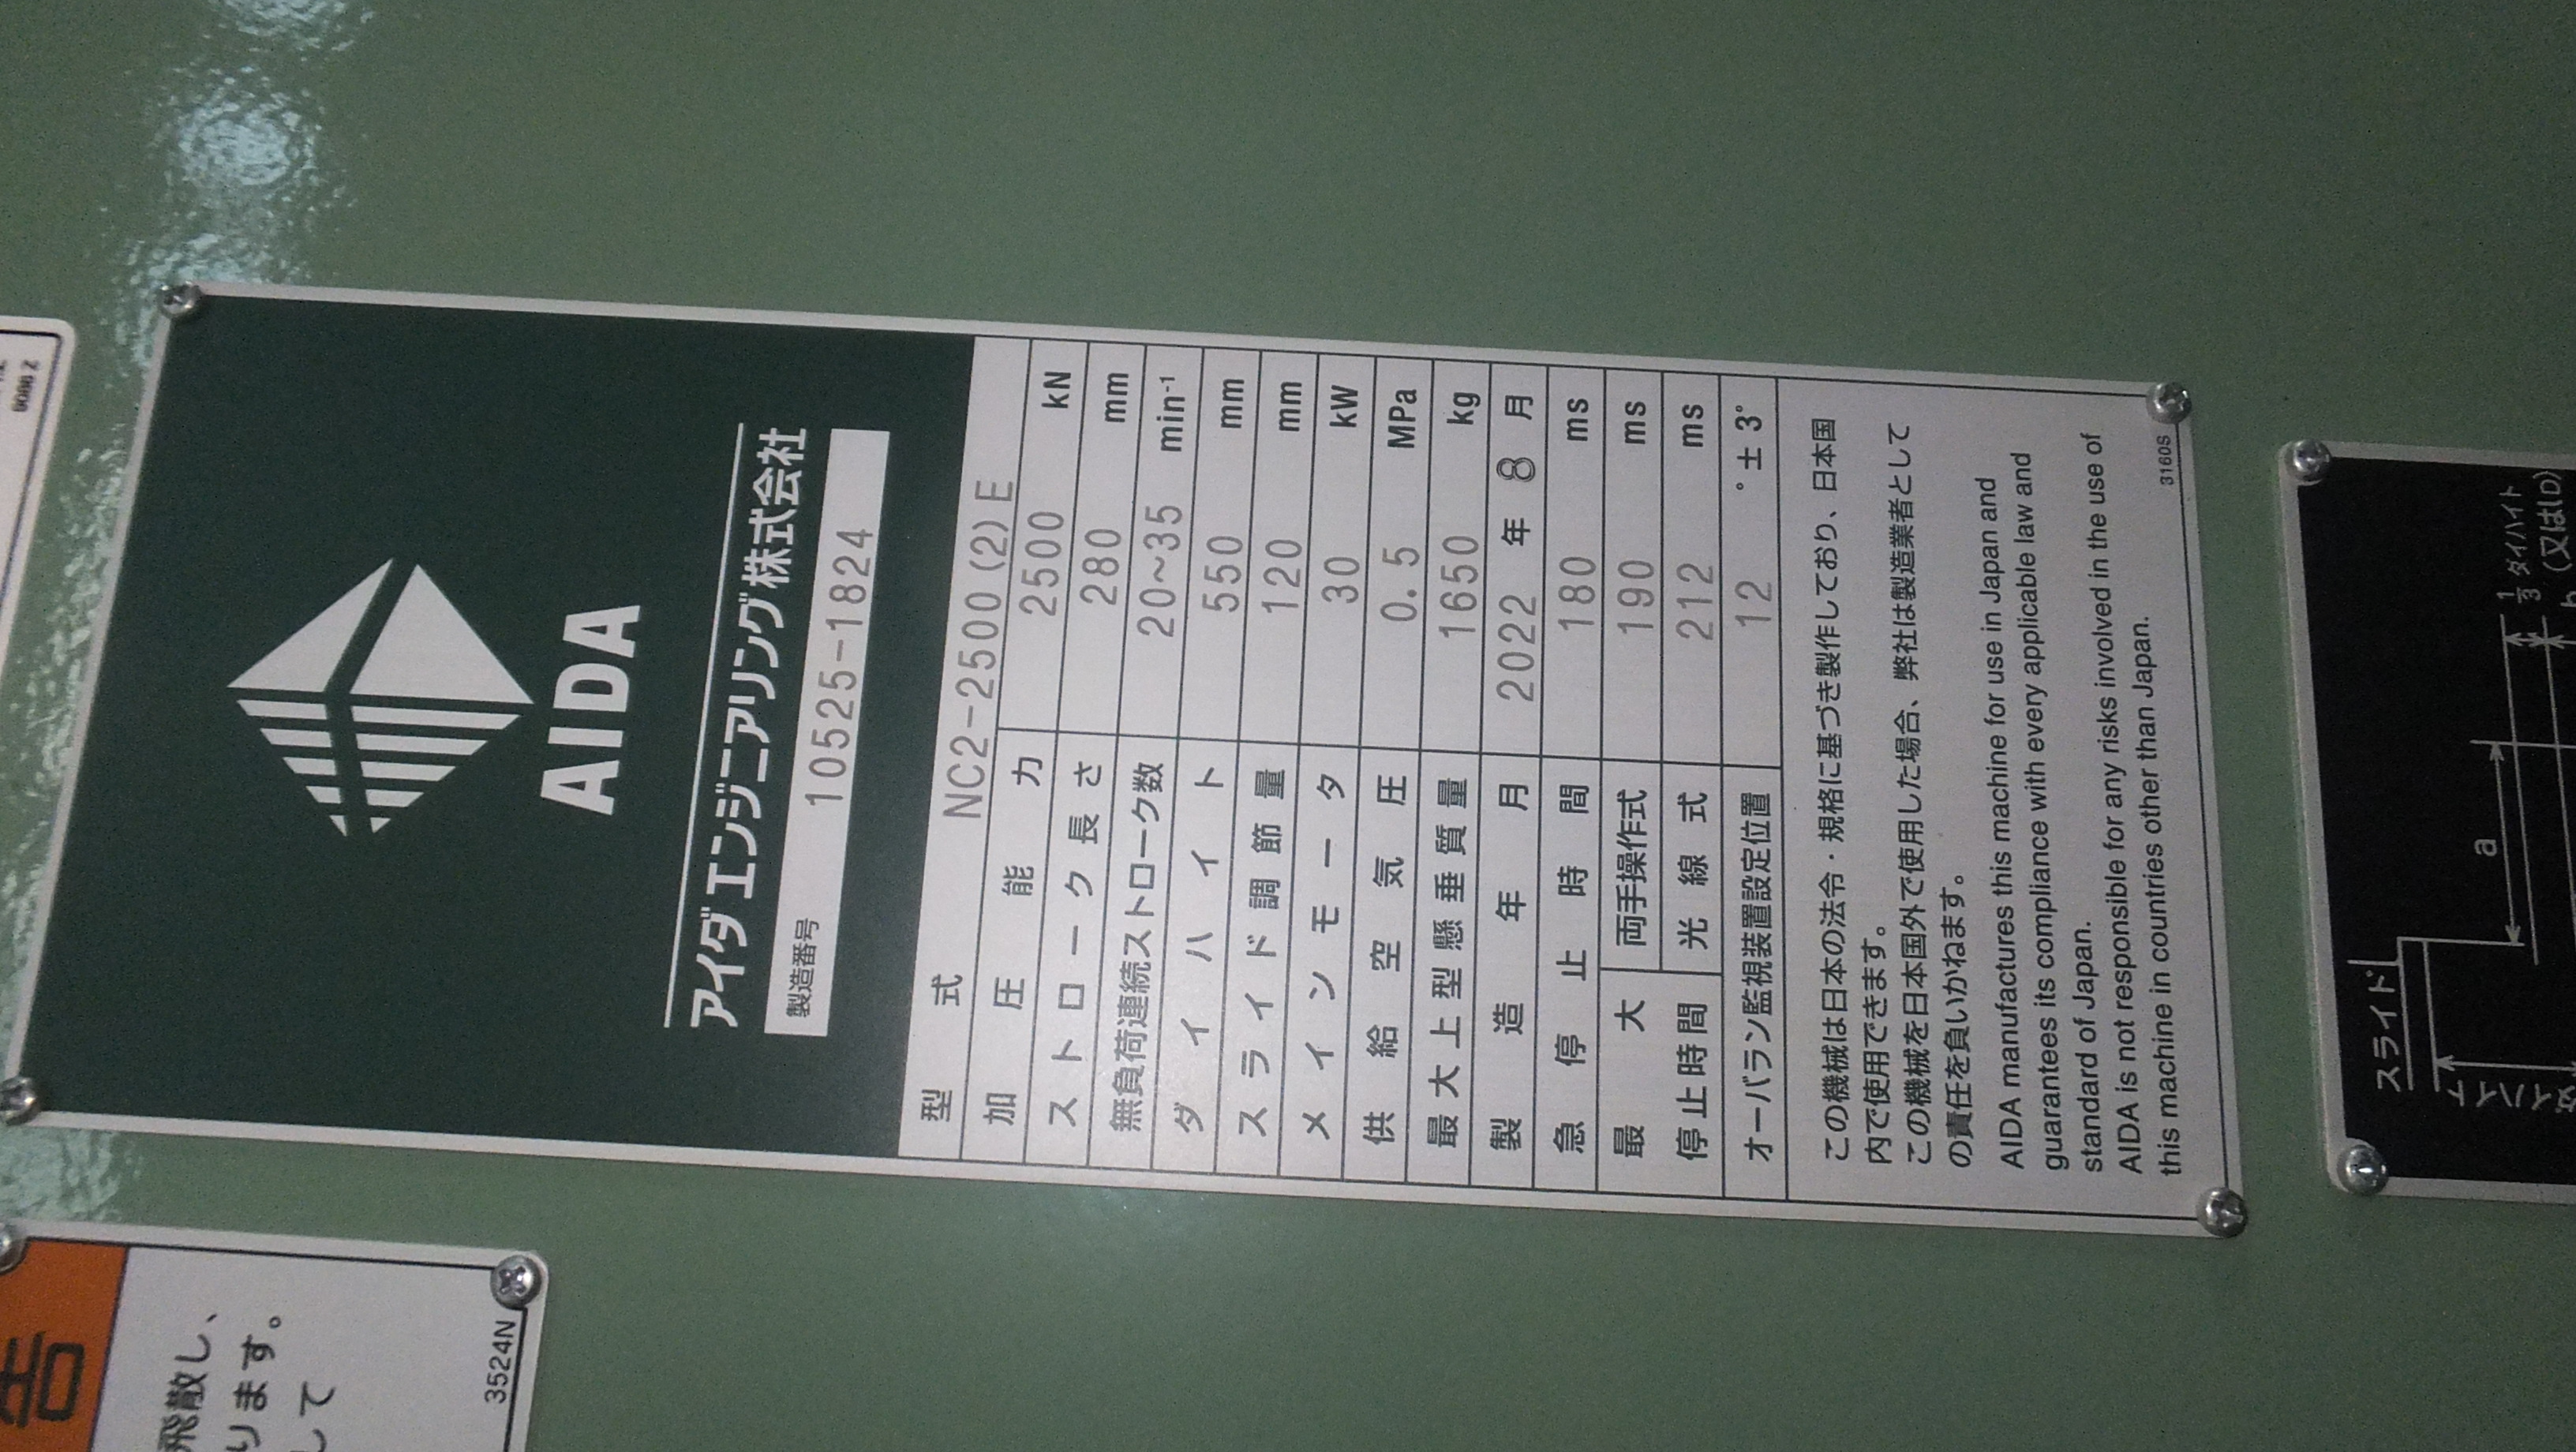 AIDA
アイダエンジニアリング株式会社
製造番号 10525-1824
型式 NC2-2500(2)E
加圧能力 2500 kN
ストローク長さ 280 mm
無負荷連続ストローク数 20~35 min⁻¹
ダイハイト 550 mm
スライド調節量 120 mm
メインモータ 30 kW
供給空気圧 0.5 MPa
最大上型懸垂質量 1650 kg
製造年月 2022 年 8 月
急停止時間 180 ms
最大停止時間 両手操作式 190 ms
光線式 212 ms
オーバラン監視装置設定位置 12 °± 3°
この機械は日本の法令・規格に基づき製作しており、日本国
内で使用できます。
この機械を日本国外で使用した場合、弊社は製造業者として
の責任を負いかねます。
AIDA manufactures this machine for use in Japan and
guarantees its compliance with every applicable law and
standard of Japan.
AIDA is not responsible for any risks involved in the use of
this machine in countries other than Japan.
3160S
飛散し、
ります。
して
3524N
スライド
a
1/3 ダイハイト
(又はD)